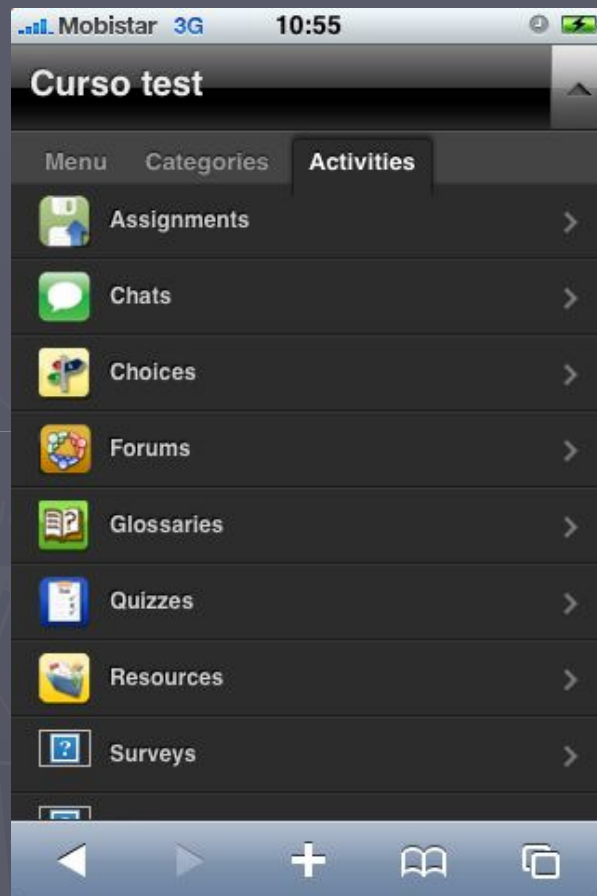 Mobistar 3G 10:55
Curso test
Menu Categories Activities
Assignments
Chats
Choices
Forums
Glossaries
Quizzes
Resources
Surveys